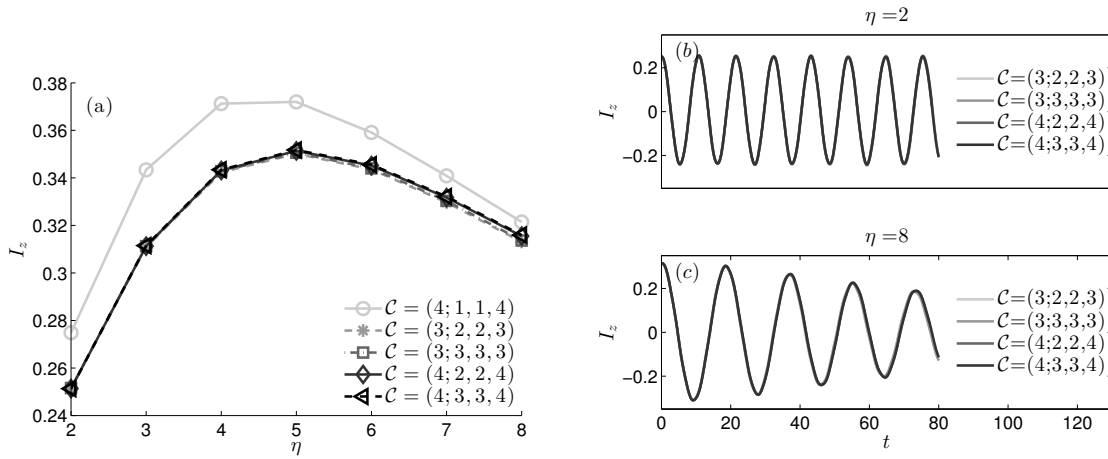 (a)
0.38
0.36
0.34
0.32
0.3
0.28
0.26
0.24
I_z
2 3 4 5 6 7 8
η
𝒞 = (4; 1, 1, 4)
𝒞 = (3; 2, 2, 3)
𝒞 = (3; 3, 3, 3)
𝒞 = (4; 2, 2, 4)
𝒞 = (4; 3, 3, 4)
η = 2
(b)
0.2
0
−0.2
I_z
𝒞=(3;2,2,3)
𝒞=(3;3,3,3)
𝒞=(4;2,2,4)
𝒞=(4;3,3,4)
η = 8
(c)
0.2
0
−0.2
I_z
𝒞=(3;2,2,3)
𝒞=(3;3,3,3)
𝒞=(4;2,2,4)
𝒞=(4;3,3,4)
0 20 40 60 80 100 120
t